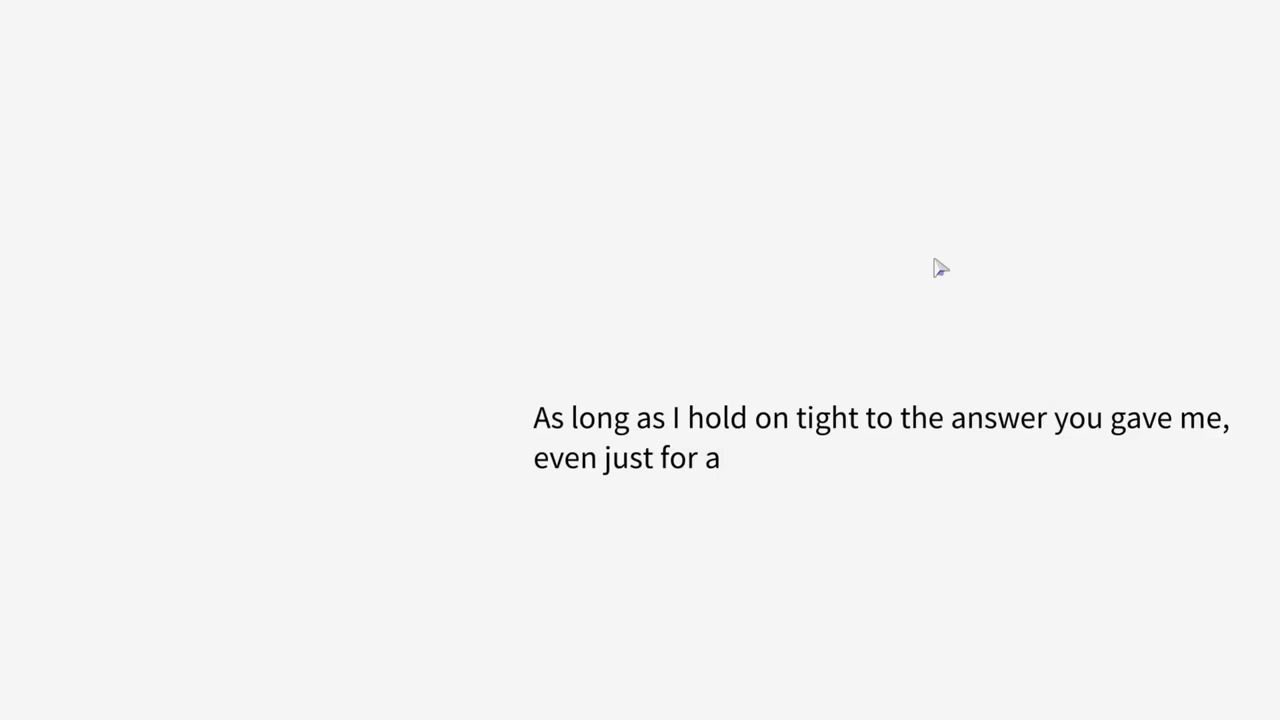 As long as I hold on tight to the answer you gave me,
even just for a